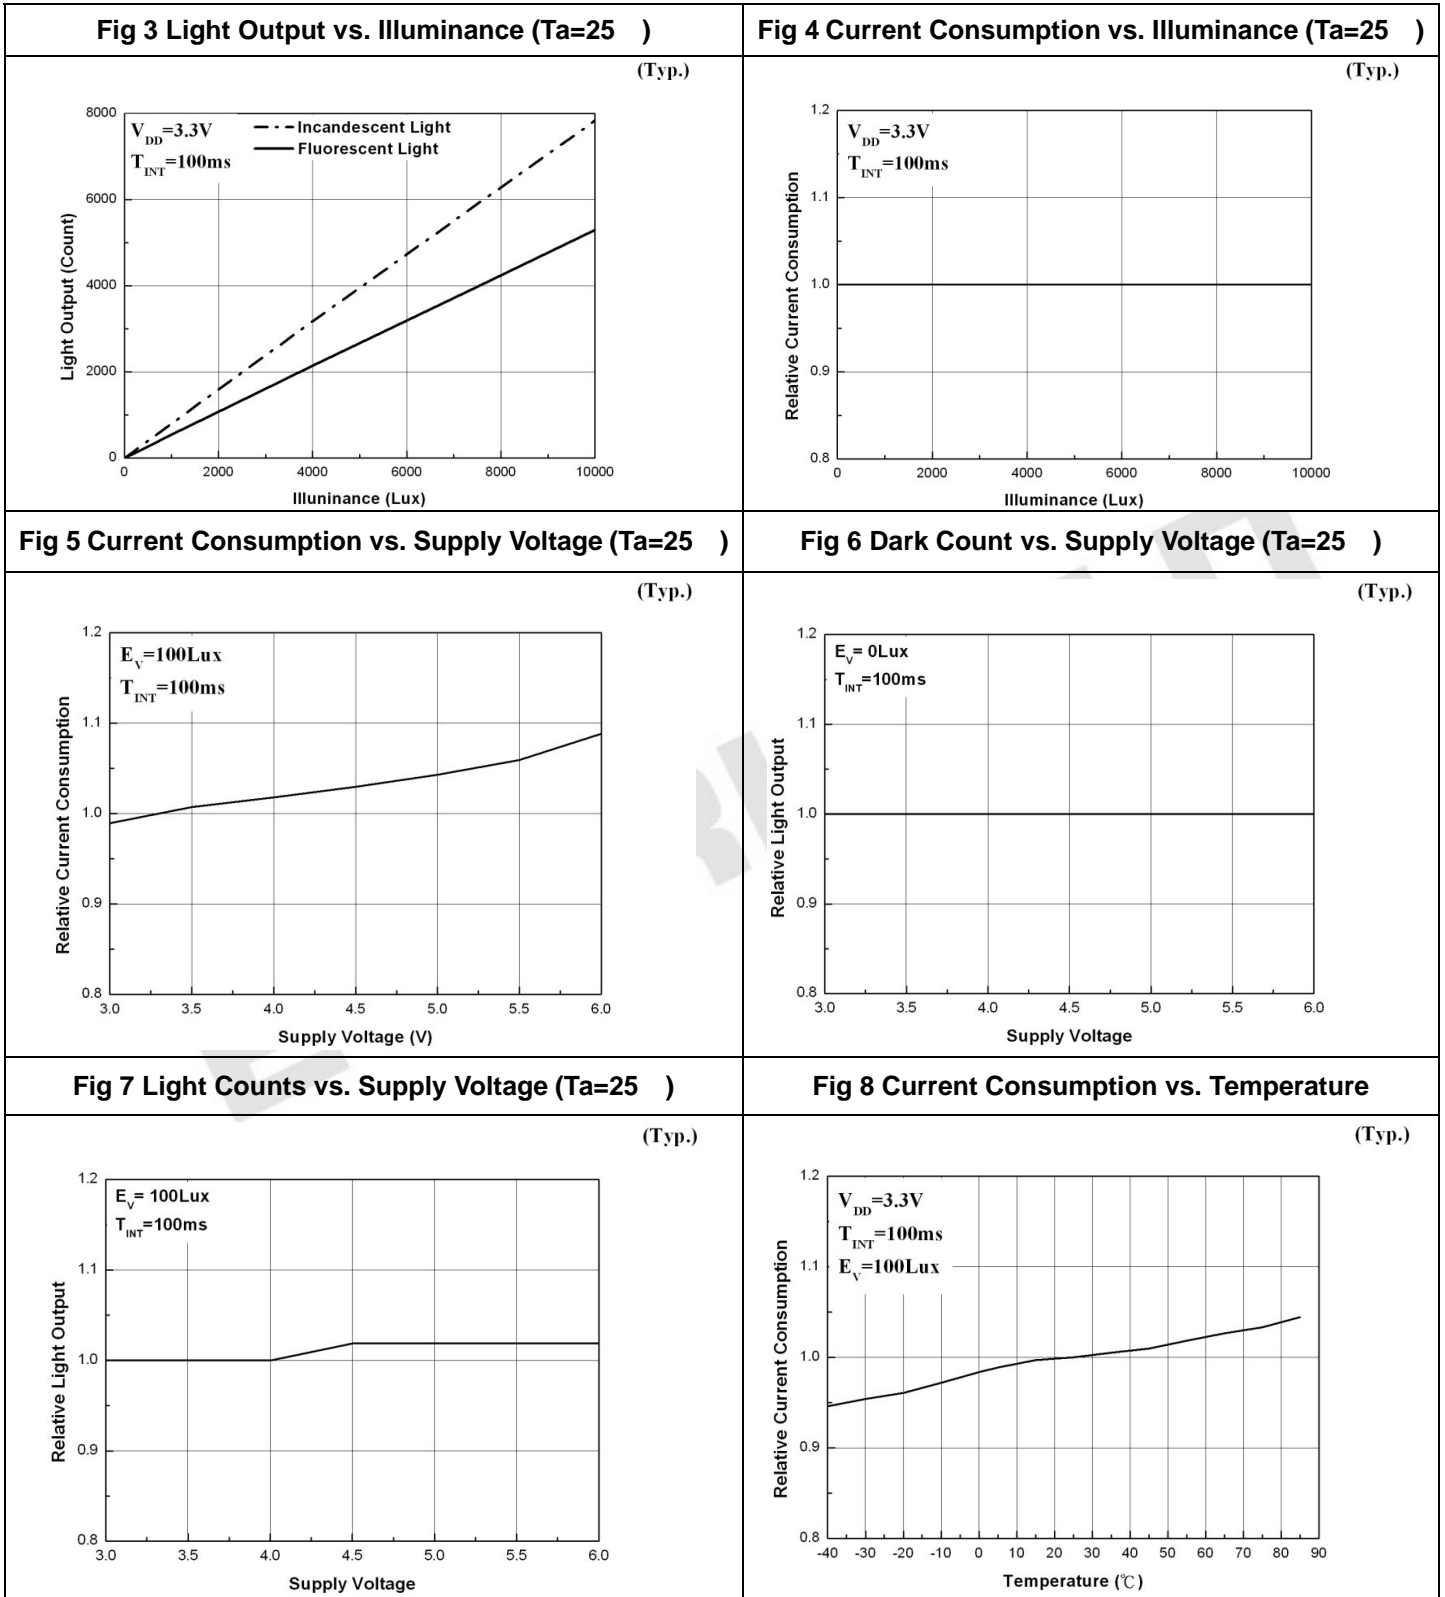 Fig 3 Light Output vs. Illuminance (Ta=25 )
(Typ.)
8000
6000
4000
2000
0
Light Output (Count)
VDD=3.3V
TINT=100ms
Incandescent Light
Fluorescent Light
0 2000 4000 6000 8000 10000
Illuninance (Lux)
Fig 4 Current Consumption vs. Illuminance (Ta=25 )
(Typ.)
1.2
1.1
1.0
0.9
0.8
Relative Current Consumption
VDD=3.3V
TINT=100ms
0 2000 4000 6000 8000 10000
Illuminance (Lux)
Fig 5 Current Consumption vs. Supply Voltage (Ta=25 )
(Typ.)
1.2
1.1
1.0
0.9
0.8
Relative Current Consumption
EV=100Lux
TINT=100ms
3.0 3.5 4.0 4.5 5.0 5.5 6.0
Supply Voltage (V)
Fig 6 Dark Count vs. Supply Voltage (Ta=25 )
(Typ.)
1.2
1.1
1.0
0.9
0.8
Relative Light Output
EV= 0Lux
TINT=100ms
3.0 3.5 4.0 4.5 5.0 5.5 6.0
Supply Voltage
Fig 7 Light Counts vs. Supply Voltage (Ta=25 )
(Typ.)
1.2
1.1
1.0
0.9
0.8
Relative Light Output
EV= 100Lux
TINT=100ms
3.0 3.5 4.0 4.5 5.0 5.5 6.0
Supply Voltage
Fig 8 Current Consumption vs. Temperature
(Typ.)
1.2
1.1
1.0
0.9
0.8
Relative Current Consumption
VDD=3.3V
TINT=100ms
EV=100Lux
-40 -30 -20 -10 0 10 20 30 40 50 60 70 80 90
Temperature (℃)